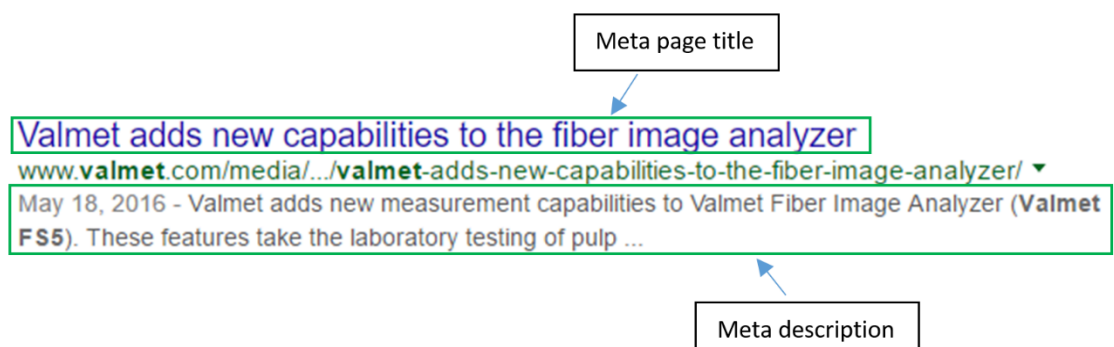 Meta page title
Valmet adds new capabilities to the fiber image analyzer
www.valmet.com/media/.../valmet-adds-new-capabilities-to-the-fiber-image-analyzer/
May 18, 2016 - Valmet adds new measurement capabilities to Valmet Fiber Image Analyzer (Valmet
FS5). These features take the laboratory testing of pulp ...
Meta description